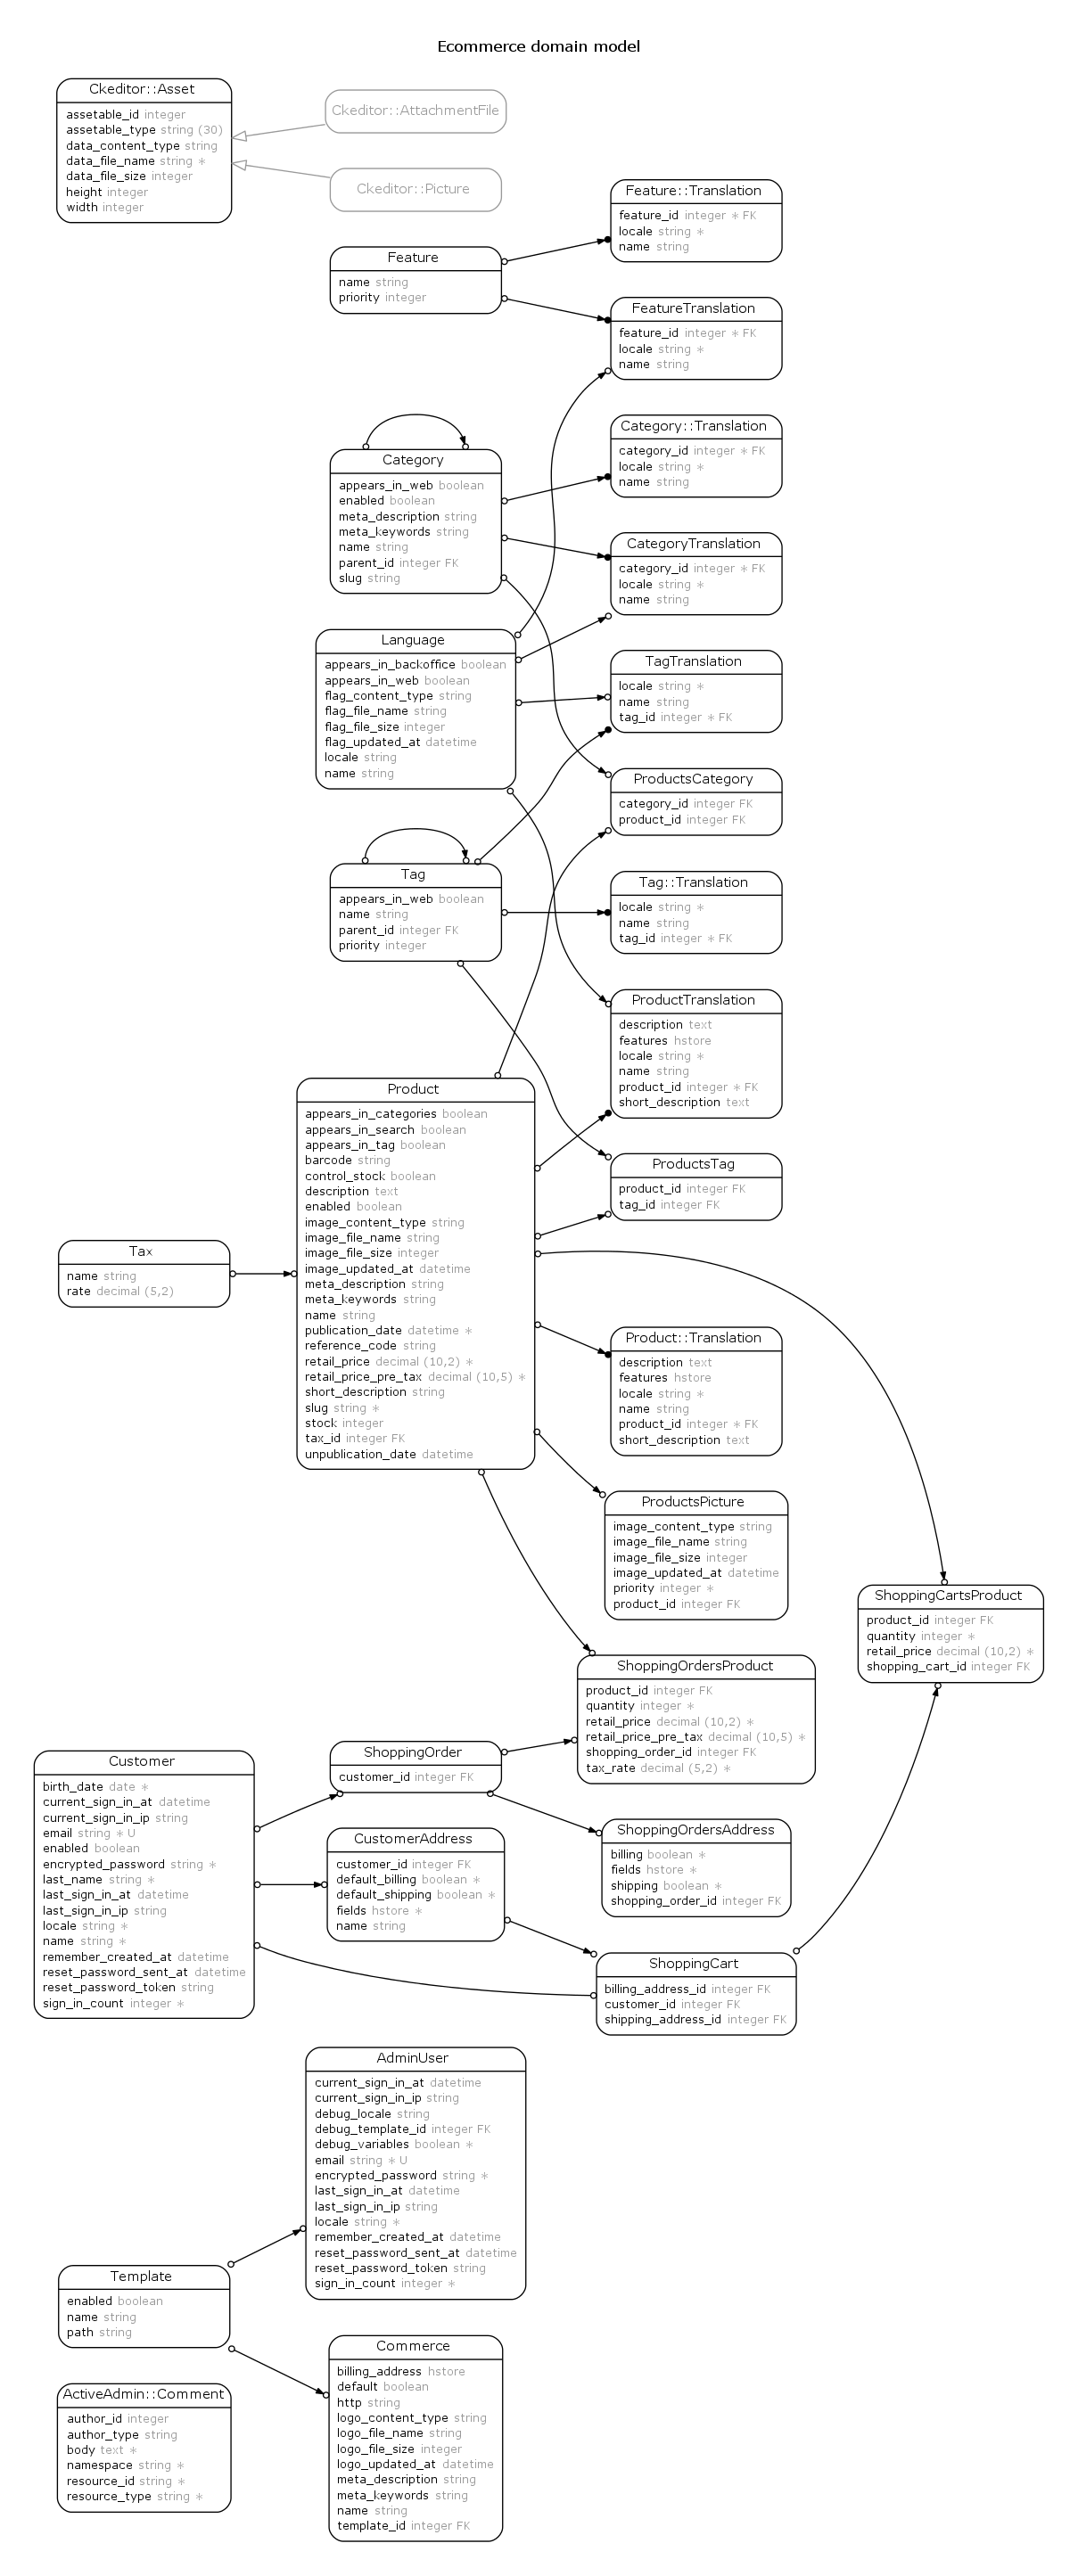 Ecommerce domain model
Ckeditor::Asset
assetable_id integer
assetable_type string (30)
data_content_type string
data_file_name string ∗
data_file_size integer
height integer
width integer
Ckeditor::AttachmentFile
Ckeditor::Picture
Feature::Translation
feature_id integer ∗ FK
locale string ∗
name string
Feature
name string
priority integer
FeatureTranslation
feature_id integer ∗ FK
locale string ∗
name string
Category::Translation
category_id integer ∗ FK
locale string ∗
name string
Category
appears_in_web boolean
enabled boolean
meta_description string
meta_keywords string
name string
parent_id integer FK
slug string
CategoryTranslation
category_id integer ∗ FK
locale string ∗
name string
Language
appears_in_backoffice boolean
appears_in_web boolean
flag_content_type string
flag_file_name string
flag_file_size integer
flag_updated_at datetime
locale string
name string
TagTranslation
locale string ∗
name string
tag_id integer ∗ FK
ProductsCategory
category_id integer FK
product_id integer FK
Tag
appears_in_web boolean
name string
parent_id integer FK
priority integer
Tag::Translation
locale string ∗
name string
tag_id integer ∗ FK
ProductTranslation
description text
features hstore
locale string ∗
name string
product_id integer ∗ FK
short_description text
Product
appears_in_categories boolean
appears_in_search boolean
appears_in_tag boolean
barcode string
control_stock boolean
description text
enabled boolean
image_content_type string
image_file_name string
image_file_size integer
image_updated_at datetime
meta_description string
meta_keywords string
name string
publication_date datetime ∗
reference_code string
retail_price decimal (10,2) ∗
retail_price_pre_tax decimal (10,5) ∗
short_description string
slug string ∗
stock integer
tax_id integer FK
unpublication_date datetime
ProductsTag
product_id integer FK
tag_id integer FK
Tax
name string
rate decimal (5,2)
Product::Translation
description text
features hstore
locale string ∗
name string
product_id integer ∗ FK
short_description text
ProductsPicture
image_content_type string
image_file_name string
image_file_size integer
image_updated_at datetime
priority integer ∗
product_id integer FK
ShoppingCartsProduct
product_id integer FK
quantity integer ∗
retail_price decimal (10,2) ∗
shopping_cart_id integer FK
ShoppingOrdersProduct
product_id integer FK
quantity integer ∗
retail_price decimal (10,2) ∗
retail_price_pre_tax decimal (10,5) ∗
shopping_order_id integer FK
tax_rate decimal (5,2) ∗
ShoppingOrder
customer_id integer FK
Customer
birth_date date ∗
current_sign_in_at datetime
current_sign_in_ip string
email string ∗ U
enabled boolean
encrypted_password string ∗
last_name string ∗
last_sign_in_at datetime
last_sign_in_ip string
locale string ∗
name string ∗
remember_created_at datetime
reset_password_sent_at datetime
reset_password_token string
sign_in_count integer ∗
ShoppingOrdersAddress
billing boolean ∗
fields hstore ∗
shipping boolean ∗
shopping_order_id integer FK
CustomerAddress
customer_id integer FK
default_billing boolean ∗
default_shipping boolean ∗
fields hstore ∗
name string
ShoppingCart
billing_address_id integer FK
customer_id integer FK
shipping_address_id integer FK
AdminUser
current_sign_in_at datetime
current_sign_in_ip string
debug_locale string
debug_template_id integer FK
debug_variables boolean ∗
email string ∗ U
encrypted_password string ∗
last_sign_in_at datetime
last_sign_in_ip string
locale string ∗
remember_created_at datetime
reset_password_sent_at datetime
reset_password_token string
sign_in_count integer ∗
Template
enabled boolean
name string
path string
Commerce
billing_address hstore
default boolean
http string
logo_content_type string
logo_file_name string
logo_file_size integer
logo_updated_at datetime
meta_description string
meta_keywords string
name string
template_id integer FK
ActiveAdmin::Comment
author_id integer
author_type string
body text ∗
namespace string ∗
resource_id string ∗
resource_type string ∗